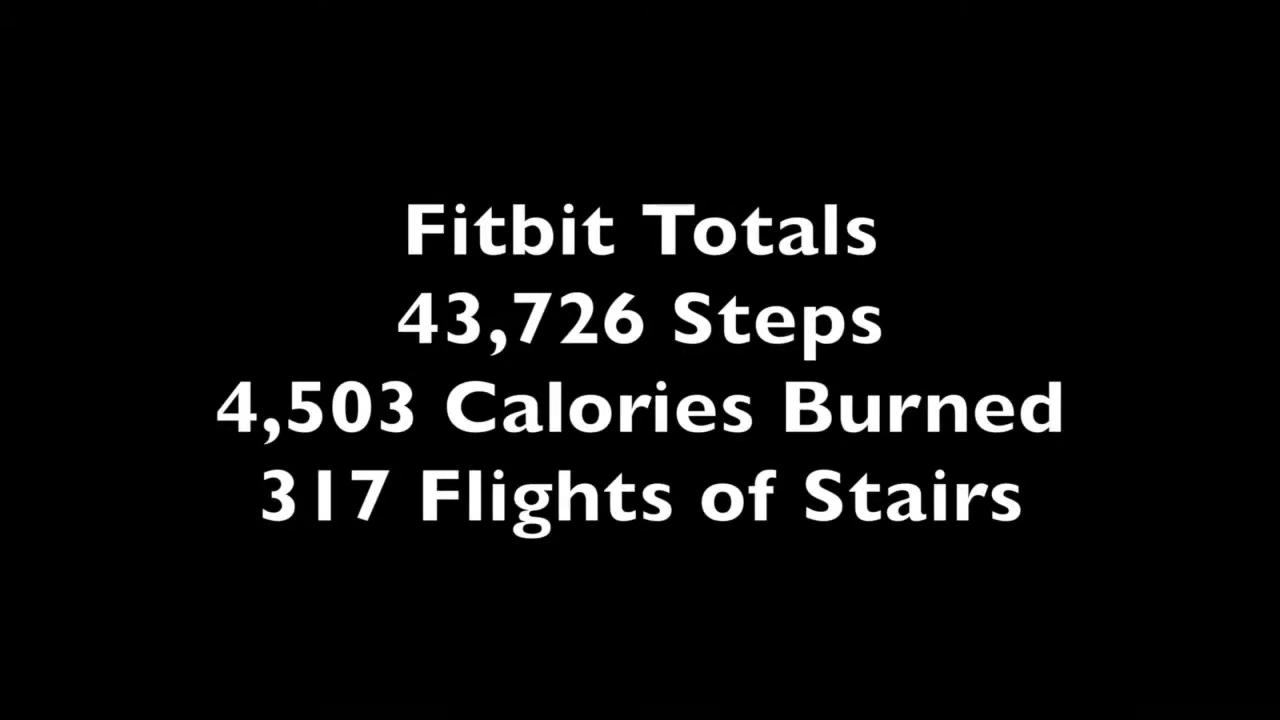 Fitbit Totals
43,726 Steps
4,503 Calories Burned
317 Flights of Stairs